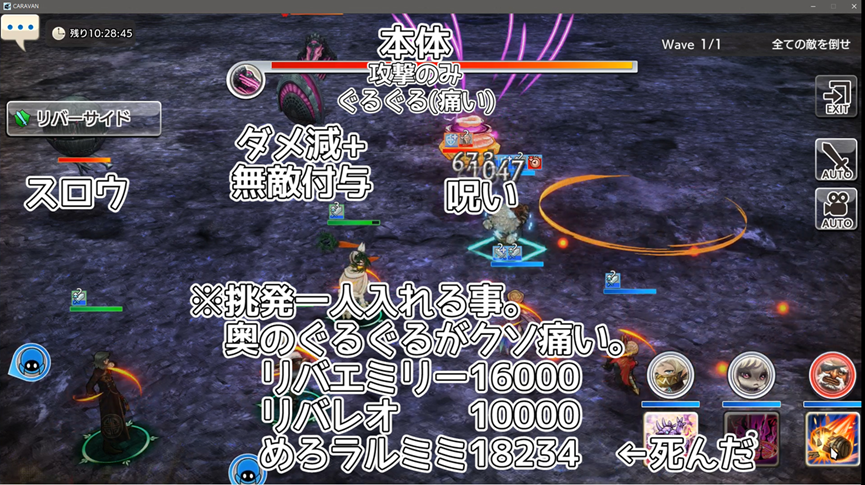 CARAVAN
残り10:28:45
本体
Wave 1/1
全ての敵を倒せ
攻撃のみ
ぐるぐる(痛い)
EXIT
リバーサイド
ダメ減+
無敵付与
673
1047
AUTO
スロウ
呪い
AUTO
※挑発一人入れる事。
奥のぐるぐるがクソ痛い。
リバエミリー16000
リバレオ 10000
めろラルミミ18234 ←死んだ